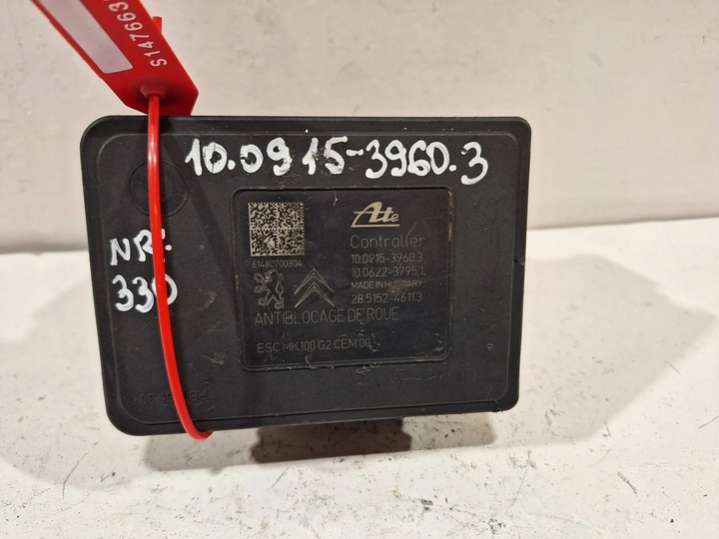 S147663
10.0915-3960.3
NR:
330
Ate
Controller
10.0915-3960.3
10.0622-3795.1
MADE IN HUNGARY
28.5152-4611.3
ANTIBLOCAGE DE ROUE
ESC MK100 G2 CEM 00